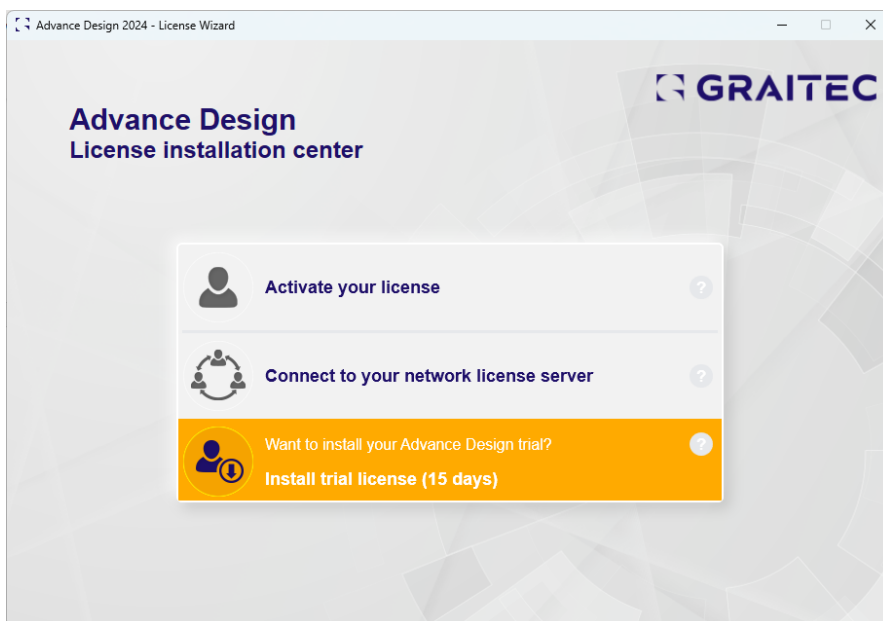 Advance Design 2024 - License Wizard
GRAITEC
Advance Design
License installation center
Activate your license
?
Connect to your network license server
?
Want to install your Advance Design trial?
?
Install trial license (15 days)